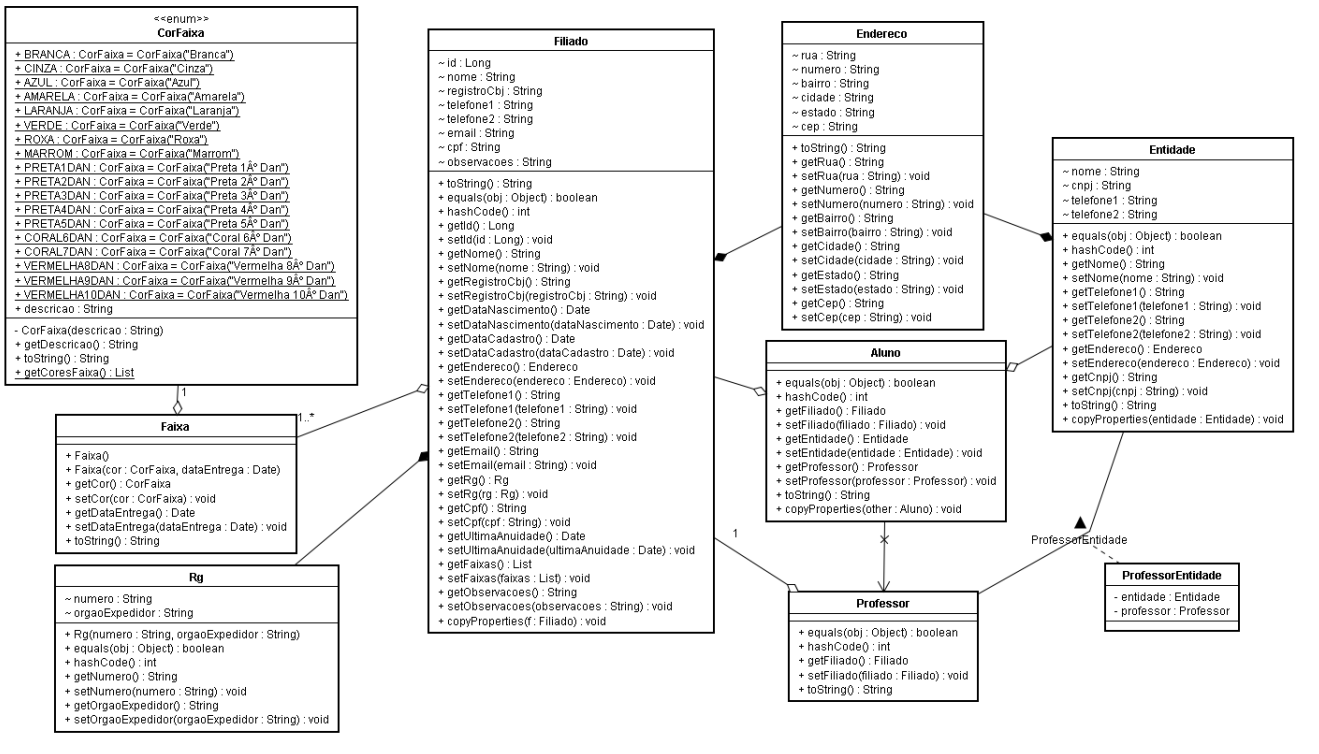 <<enum>>
CorFaixa
+ BRANCA : CorFaixa = CorFaixa("Branca")
+ CINZA : CorFaixa = CorFaixa("Cinza")
+ AZUL : CorFaixa = CorFaixa("Azul")
+ AMARELA : CorFaixa = CorFaixa("Amarela")
+ LARANJA : CorFaixa = CorFaixa("Laranja")
+ VERDE : CorFaixa = CorFaixa("Verde")
+ ROXA : CorFaixa = CorFaixa("Roxa")
+ MARROM : CorFaixa = CorFaixa("Marrom")
+ PRETA1DAN : CorFaixa = CorFaixa("Preta 1Âº Dan")
+ PRETA2DAN : CorFaixa = CorFaixa("Preta 2Âº Dan")
+ PRETA3DAN : CorFaixa = CorFaixa("Preta 3Âº Dan")
+ PRETA4DAN : CorFaixa = CorFaixa("Preta 4Âº Dan")
+ PRETA5DAN : CorFaixa = CorFaixa("Preta 5Âº Dan")
+ CORAL6DAN : CorFaixa = CorFaixa("Coral 6Âº Dan")
+ CORAL7DAN : CorFaixa = CorFaixa("Coral 7Âº Dan")
+ VERMELHA8DAN : CorFaixa = CorFaixa("Vermelha 8Âº Dan")
+ VERMELHA9DAN : CorFaixa = CorFaixa("Vermelha 9Âº Dan")
+ VERMELHA10DAN : CorFaixa = CorFaixa("Vermelha 10Âº Dan")
+ descricao : String
- CorFaixa(descricao : String)
+ getDescricao() : String
+ toString() : String
+ getCoresFaixa() : List
1
1..*
Faixa
+ Faixa()
+ Faixa(cor : CorFaixa, dataEntrega : Date)
+ getCor() : CorFaixa
+ setCor(cor : CorFaixa) : void
+ getDataEntrega() : Date
+ setDataEntrega(dataEntrega : Date) : void
+ toString() : String
Rg
~ numero : String
~ orgaoExpedidor : String
+ Rg(numero : String, orgaoExpedidor : String)
+ equals(obj : Object) : boolean
+ hashCode() : int
+ getNumero() : String
+ setNumero(numero : String) : void
+ getOrgaoExpedidor() : String
+ setOrgaoExpedidor(orgaoExpedidor : String) : void
Filiado
~ id : Long
~ nome : String
~ registroCbj : String
~ telefone1 : String
~ telefone2 : String
~ email : String
~ cpf : String
~ observacoes : String
+ toString() : String
+ equals(obj : Object) : boolean
+ hashCode() : int
+ getId() : Long
+ setId(id : Long) : void
+ getNome() : String
+ setNome(nome : String) : void
+ getRegistroCbj() : String
+ setRegistroCbj(registroCbj : String) : void
+ getDataNascimento() : Date
+ setDataNascimento(dataNascimento : Date) : void
+ getDataCadastro() : Date
+ setDataCadastro(dataCadastro : Date) : void
+ getEndereco() : Endereco
+ setEndereco(endereco : Endereco) : void
+ getTelefone1() : String
+ setTelefone1(telefone1 : String) : void
+ getTelefone2() : String
+ setTelefone2(telefone2 : String) : void
+ getEmail() : String
+ setEmail(email : String) : void
+ getRg() : Rg
+ setRg(rg : Rg) : void
+ getCpf() : String
+ setCpf(cpf : String) : void
+ getUltimaAnuidade() : Date
+ setUltimaAnuidade(ultimaAnuidade : Date) : void
+ getFaixas() : List
+ setFaixas(faixas : List) : void
+ getObservacoes() : String
+ setObservacoes(observacoes : String) : void
+ copyProperties(f : Filiado) : void
Endereco
~ rua : String
~ numero : String
~ bairro : String
~ cidade : String
~ estado : String
~ cep : String
+ toString() : String
+ getRua() : String
+ setRua(rua : String) : void
+ getNumero() : String
+ setNumero(numero : String) : void
+ getBairro() : String
+ setBairro(bairro : String) : void
+ getCidade() : String
+ setCidade(cidade : String) : void
+ getEstado() : String
+ setEstado(estado : String) : void
+ getCep() : String
+ setCep(cep : String) : void
Aluno
+ equals(obj : Object) : boolean
+ hashCode() : int
+ getFiliado() : Filiado
+ setFiliado(filiado : Filiado) : void
+ getEntidade() : Entidade
+ setEntidade(entidade : Entidade) : void
+ getProfessor() : Professor
+ setProfessor(professor : Professor) : void
+ toString() : String
+ copyProperties(other : Aluno) : void
1
Professor
+ equals(obj : Object) : boolean
+ hashCode() : int
+ getFiliado() : Filiado
+ setFiliado(filiado : Filiado) : void
+ toString() : String
Entidade
~ nome : String
~ cnpj : String
~ telefone1 : String
~ telefone2 : String
+ equals(obj : Object) : boolean
+ hashCode() : int
+ getNome() : String
+ setNome(nome : String) : void
+ getTelefone1() : String
+ setTelefone1(telefone1 : String) : void
+ getTelefone2() : String
+ setTelefone2(telefone2 : String) : void
+ getEndereco() : Endereco
+ setEndereco(endereco : Endereco) : void
+ getCnpj() : String
+ setCnpj(cnpj : String) : void
+ toString() : String
+ copyProperties(entidade : Entidade) : void
ProfessorEntidade
ProfessorEntidade
- entidade : Entidade
- professor : Professor